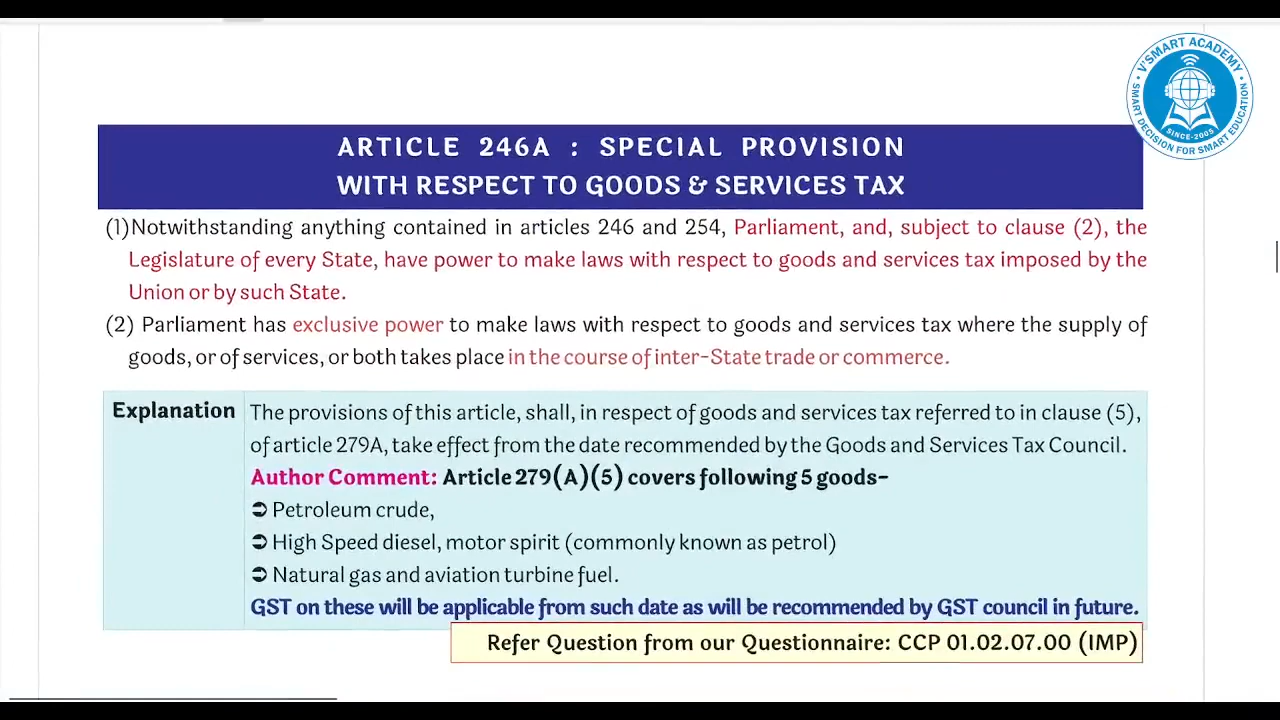 V'SMART ACADEMY
SINCE-2005
SMART DECISION FOR SMART EDUCATION
ARTICLE 246A : SPECIAL PROVISION
WITH RESPECT TO GOODS & SERVICES TAX
(1)Notwithstanding anything contained in articles 246 and 254, Parliament, and, subject to clause (2), the
Legislature of every State, have power to make laws with respect to goods and services tax imposed by the
Union or by such State.
(2) Parliament has exclusive power to make laws with respect to goods and services tax where the supply of
goods, or of services, or both takes place in the course of inter-State trade or commerce.
Explanation
The provisions of this article, shall, in respect of goods and services tax referred to in clause (5),
of article 279A, take effect from the date recommended by the Goods and Services Tax Council.
Author Comment: Article 279(A)(5) covers following 5 goods-
➲ Petroleum crude,
➲ High Speed diesel, motor spirit (commonly known as petrol)
➲ Natural gas and aviation turbine fuel.
GST on these will be applicable from such date as will be recommended by GST council in future.
Refer Question from our Questionnaire: CCP 01.02.07.00 (IMP)